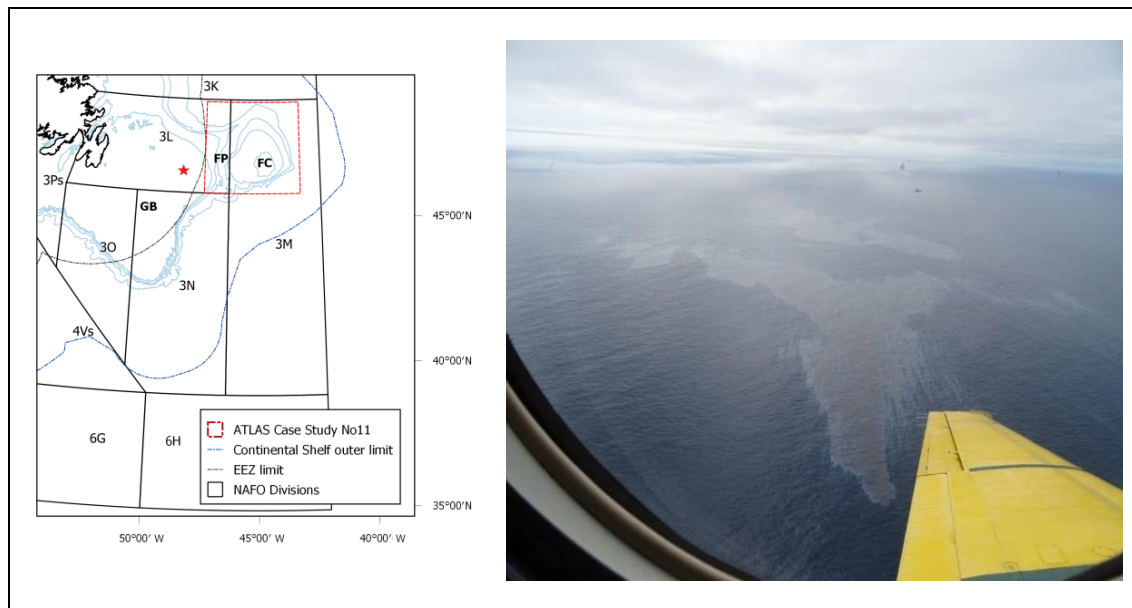 3K
3L
FP
FC
3Ps
GB
45°00′N
3O
3M
3N
4Vs
40°00′N
6G
6H
ATLAS Case Study No11
Continental Shelf outer limit
EEZ limit
NAFO Divisions
35°00′N
50°00′ W
45°00′ W
40°00′ W